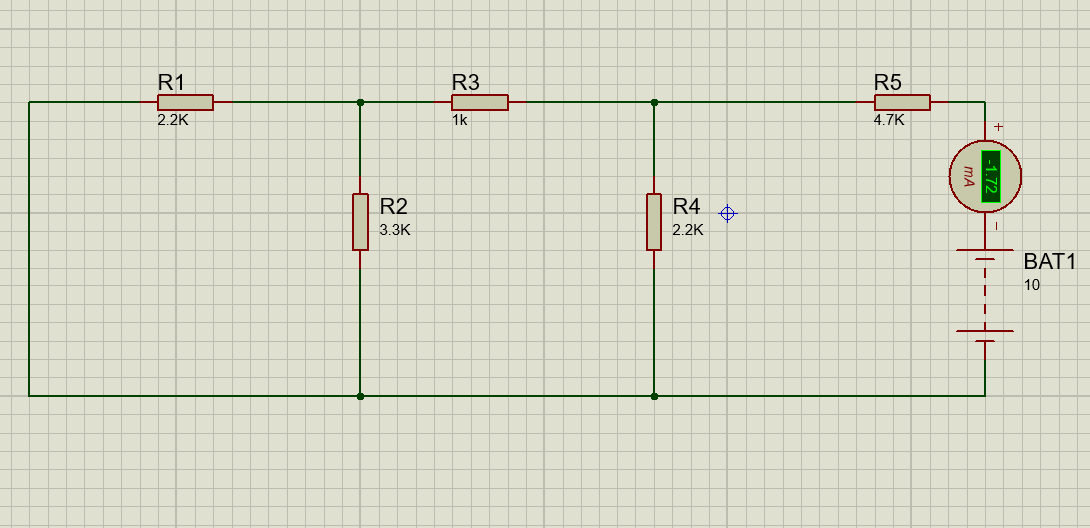 R1
2.2K
R3
1k
R5
4.7K
+
-1.72
mA
-
R2
3.3K
R4
2.2K
BAT1
10